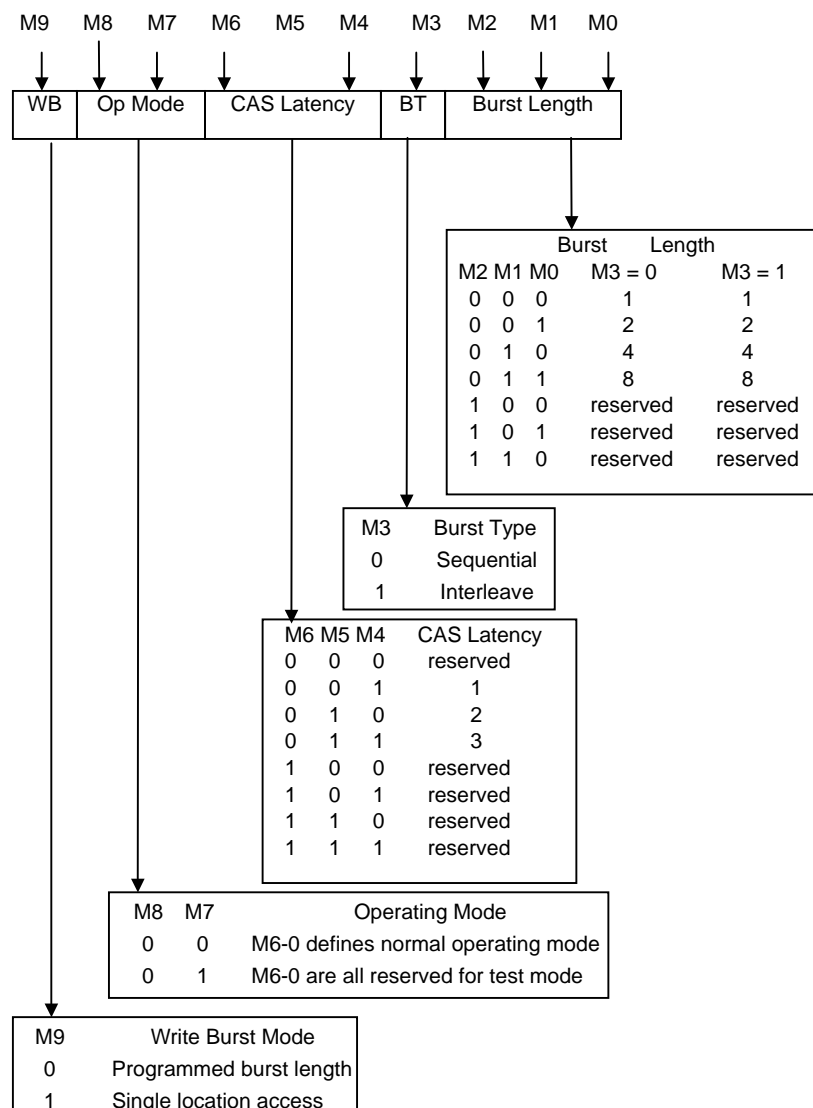 M9 M8 M7 M6 M5 M4 M3 M2 M1 M0
WB Op Mode CAS Latency BT Burst Length
Burst Length
M2 M1 M0 M3 = 0 M3 = 1
0 0 0 1 1
0 0 1 2 2
0 1 0 4 4
0 1 1 8 8
1 0 0 reserved reserved
1 0 1 reserved reserved
1 1 0 reserved reserved
M3 Burst Type
0 Sequential
1 Interleave
M6 M5 M4 CAS Latency
0 0 0 reserved
0 0 1 1
0 1 0 2
0 1 1 3
1 0 0 reserved
1 0 1 reserved
1 1 0 reserved
1 1 1 reserved
M8 M7 Operating Mode
0 0 M6-0 defines normal operating mode
0 1 M6-0 are all reserved for test mode
M9 Write Burst Mode
0 Programmed burst length
1 Single location access